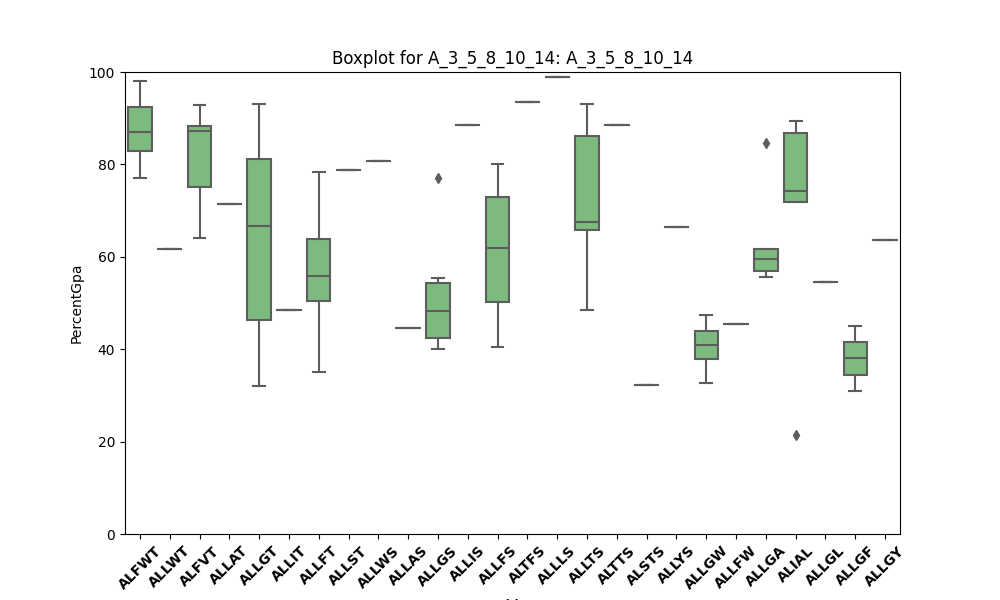 Boxplot for A_3_5_8_10_14: A_3_5_8_10_14
PercentGpa
100
80
60
40
20
0
ALFWT
ALLWT
ALFVT
ALLAT
ALLGT
ALLIT
ALLFT
ALLST
ALLWS
ALLAS
ALLGS
ALLIS
ALLFS
ALTFS
ALLLS
ALLTS
ALTTS
ALSTS
ALLYS
ALLGW
ALLFW
ALLGA
ALIAL
ALLGL
ALLGF
ALLGY